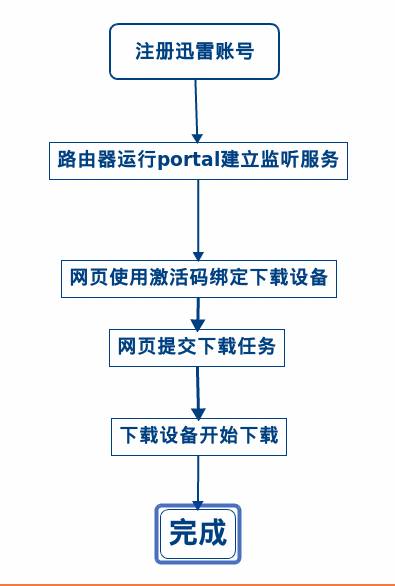 注册迅雷账号
路由器运行portal建立监听服务
网页使用激活码绑定下载设备
网页提交下载任务
下载设备开始下载
完成